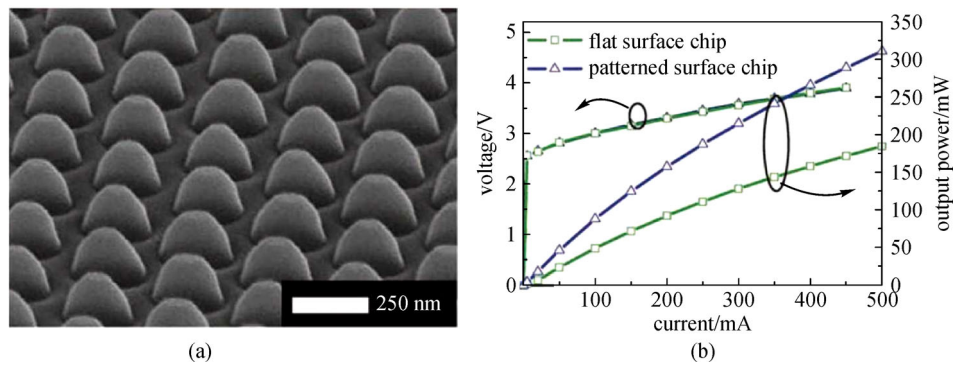 250 nm
(a)
flat surface chip
patterned surface chip
voltage/V
5
4
3
2
1
0
output power/mW
350
300
250
200
150
100
50
0
100
200
300
400
500
current/mA
(b)